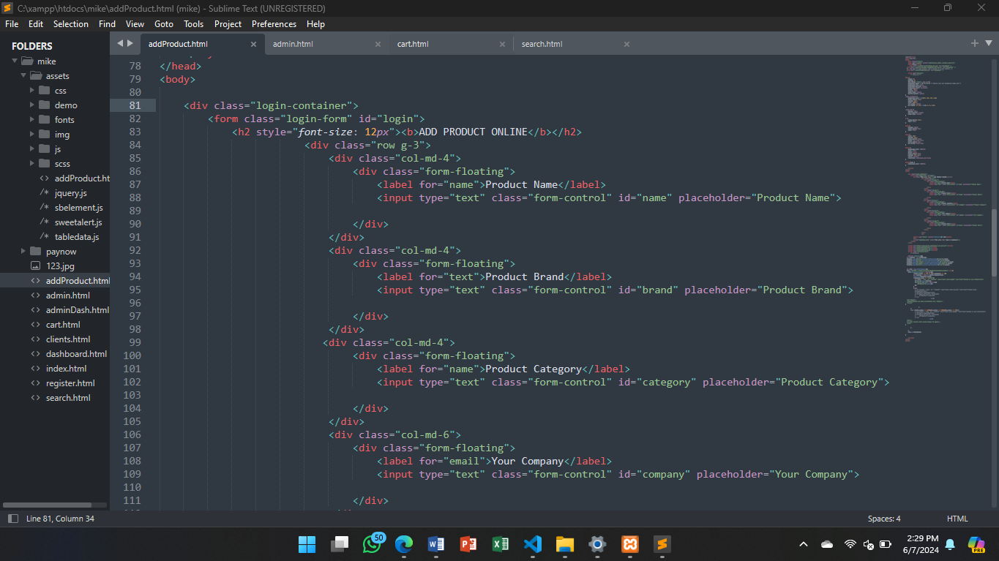 C:\xampp\htdocs\mike\addProduct.html (mike) - Sublime Text (UNREGISTERED)
File Edit Selection Find View Goto Tools Project Preferences Help
FOLDERS
mike
assets
css
demo
fonts
img
js
scss
addProduct.ht
jquery.js
sbelement.js
sweetalert.js
tabledata.js
paynow
123.jpg
addProduct.html
admin.html
adminDash.html
cart.html
clients.html
dashboard.html
index.html
register.html
search.html
addProduct.html admin.html cart.html search.html
78 </head>
79 <body>
80
81 <div class="login-container">
82 <form class="login-form" id="login">
83 <h2 style="font-size: 12px"><b>ADD PRODUCT ONLINE</b></h2>
84 <div class="row g-3">
85 <div class="col-md-4">
86 <div class="form-floating">
87 <label for="name">Product Name</label>
88 <input type="text" class="form-control" id="name" placeholder="Product Name">
89
90 </div>
91 </div>
92 <div class="col-md-4">
93 <div class="form-floating">
94 <label for="text">Product Brand</label>
95 <input type="text" class="form-control" id="brand" placeholder="Product Brand">
96
97 </div>
98 </div>
99 <div class="col-md-4">
100 <div class="form-floating">
101 <label for="name">Product Category</label>
102 <input type="text" class="form-control" id="category" placeholder="Product Category">
103
104 </div>
105 </div>
106 <div class="col-md-6">
107 <div class="form-floating">
108 <label for="email">Your Company</label>
109 <input type="text" class="form-control" id="company" placeholder="Your Company">
110
111 </div>
Line 81, Column 34
Spaces: 4 HTML
50
2:29 PM
6/7/2024
PRE